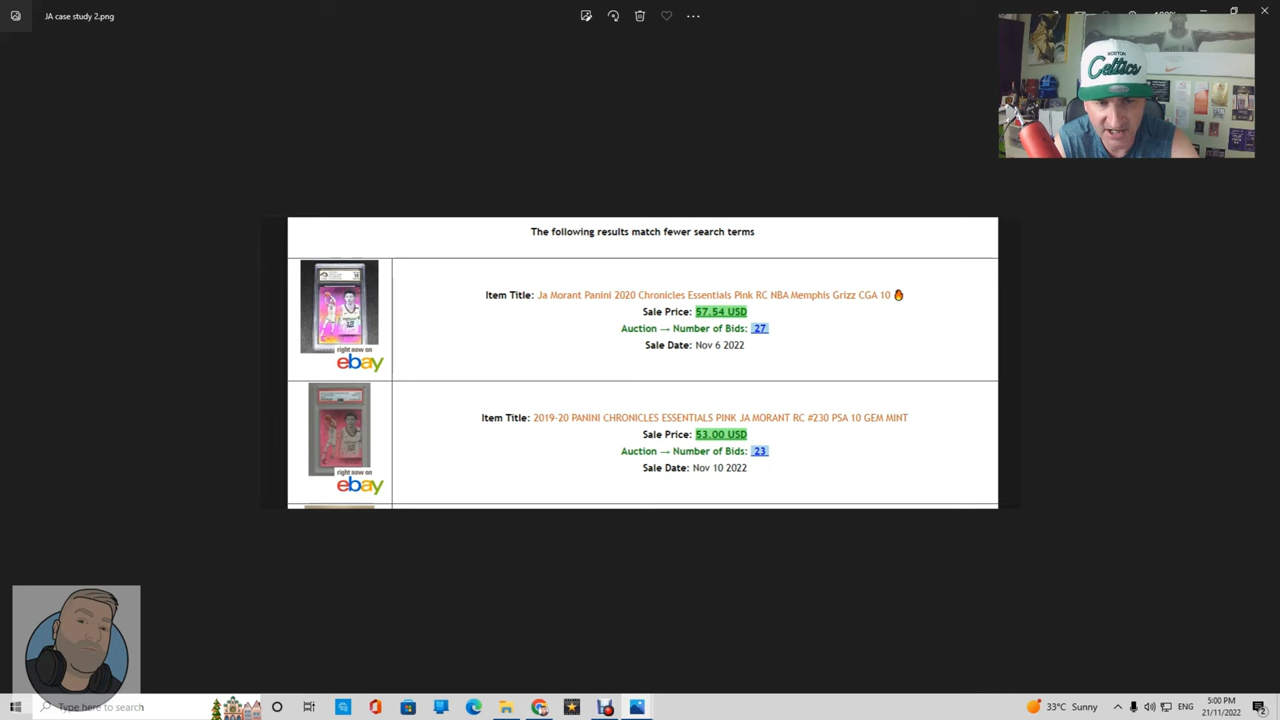 JA case study 2.png
BOSTON
Celtics
The following results match fewer search terms
Item Title: Ja Morant Panini 2020 Chronicles Essentials Pink RC NBA Memphis Grizz CGA 10 🔥
Sale Price: 57.54 USD
Auction → Number of Bids: 27
Sale Date: Nov 6 2022
right now on
ebay
Item Title: 2019-20 PANINI CHRONICLES ESSENTIALS PINK JA MORANT RC #230 PSA 10 GEM MINT
Sale Price: 53.00 USD
Auction → Number of Bids: 23
Sale Date: Nov 10 2022
right now on
ebay
Type here to search
33°C Sunny
ENG
5:00 PM
21/11/2022
2